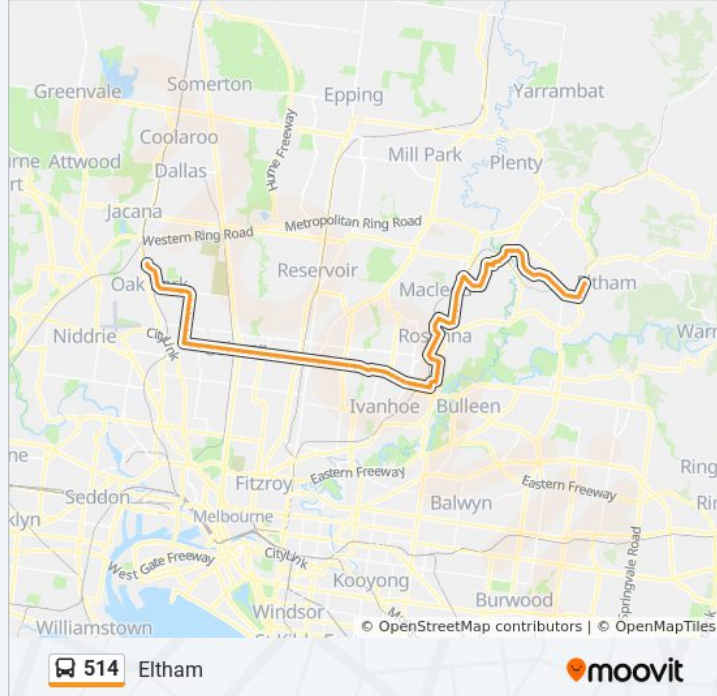 Greenvale
Somerton
Epping
Yarrambat
Coolaroo
Hume Freeway
Attwood
Dallas
Mill Park
Plenty
Jacana
Western Ring Road
Metropolitan Ring Road
Reservoir
Macleod
Eltham
Niddrie
CityLink
Rosanna
Ivanhoe
Bulleen
Eastern Freeway
Eastern Freeway
Fitzroy
Seddon
Melbourne
Balwyn
West Gate Freeway
CityLink
Kooyong
Springvale Road
Burwood
Windsor
Williamstown
© OpenStreetMap contributors | © OpenMapTiles
514 Eltham
moovit